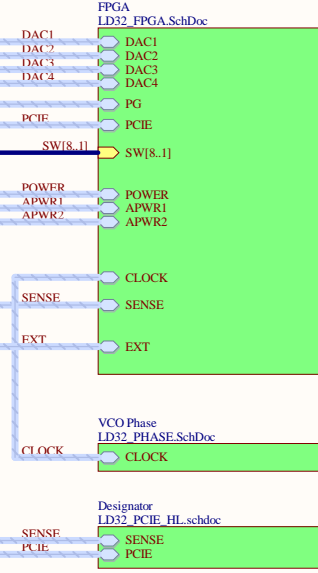 FPGA
LD32_FPGA.SchDoc
DAC1 DAC1
DAC2 DAC2
DAC3 DAC3
DAC4 DAC4
PG
PCIE PCIE
SW[8..1] SW[8..1]
POWER POWER
APWR1 APWR1
APWR2 APWR2
CLOCK
SENSE SENSE
EXT EXT
VCO Phase
LD32_PHASE.SchDoc
CLOCK CLOCK
Designator
LD32_PCIE_HL.schdoc
SENSE SENSE
PCIE PCIE